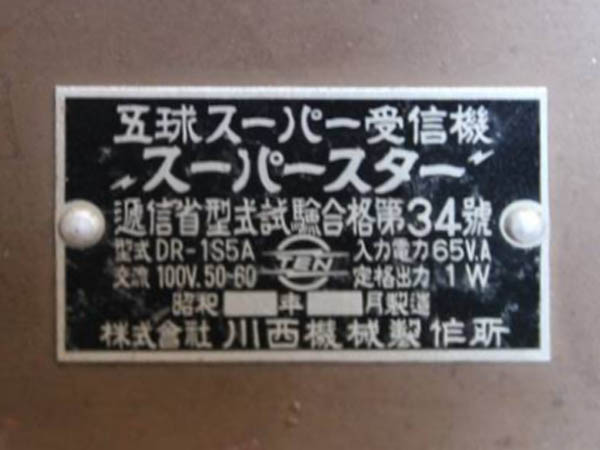 五球スーパー受信機
スーパースター
逓信省型式試験合格第34號
型式 DR-1S5A TEN 入力電力 65V.A
交流 100V.50-60 定格出力 1W
昭和 年 月製造
株式會社 川西機械製作所